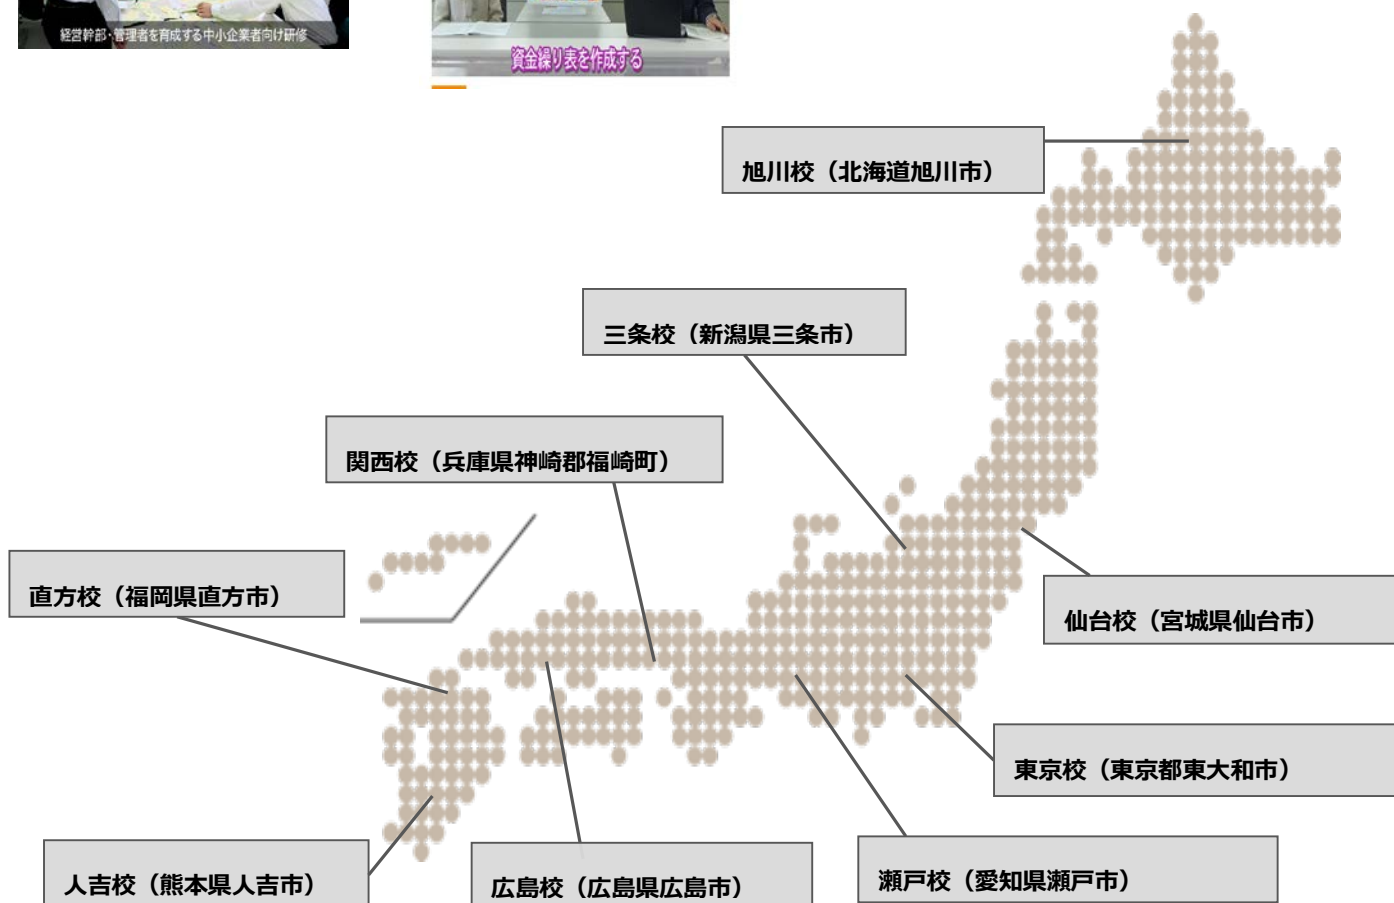 経営幹部・管理者を育成する中小企業者向け研修
資金繰り表を作成する
旭川校（北海道旭川市）
三条校（新潟県三条市）
関西校（兵庫県神崎郡福崎町）
直方校（福岡県直方市）
仙台校（宮城県仙台市）
東京校（東京都東大和市）
人吉校（熊本県人吉市）
広島校（広島県広島市）
瀬戸校（愛知県瀬戸市）